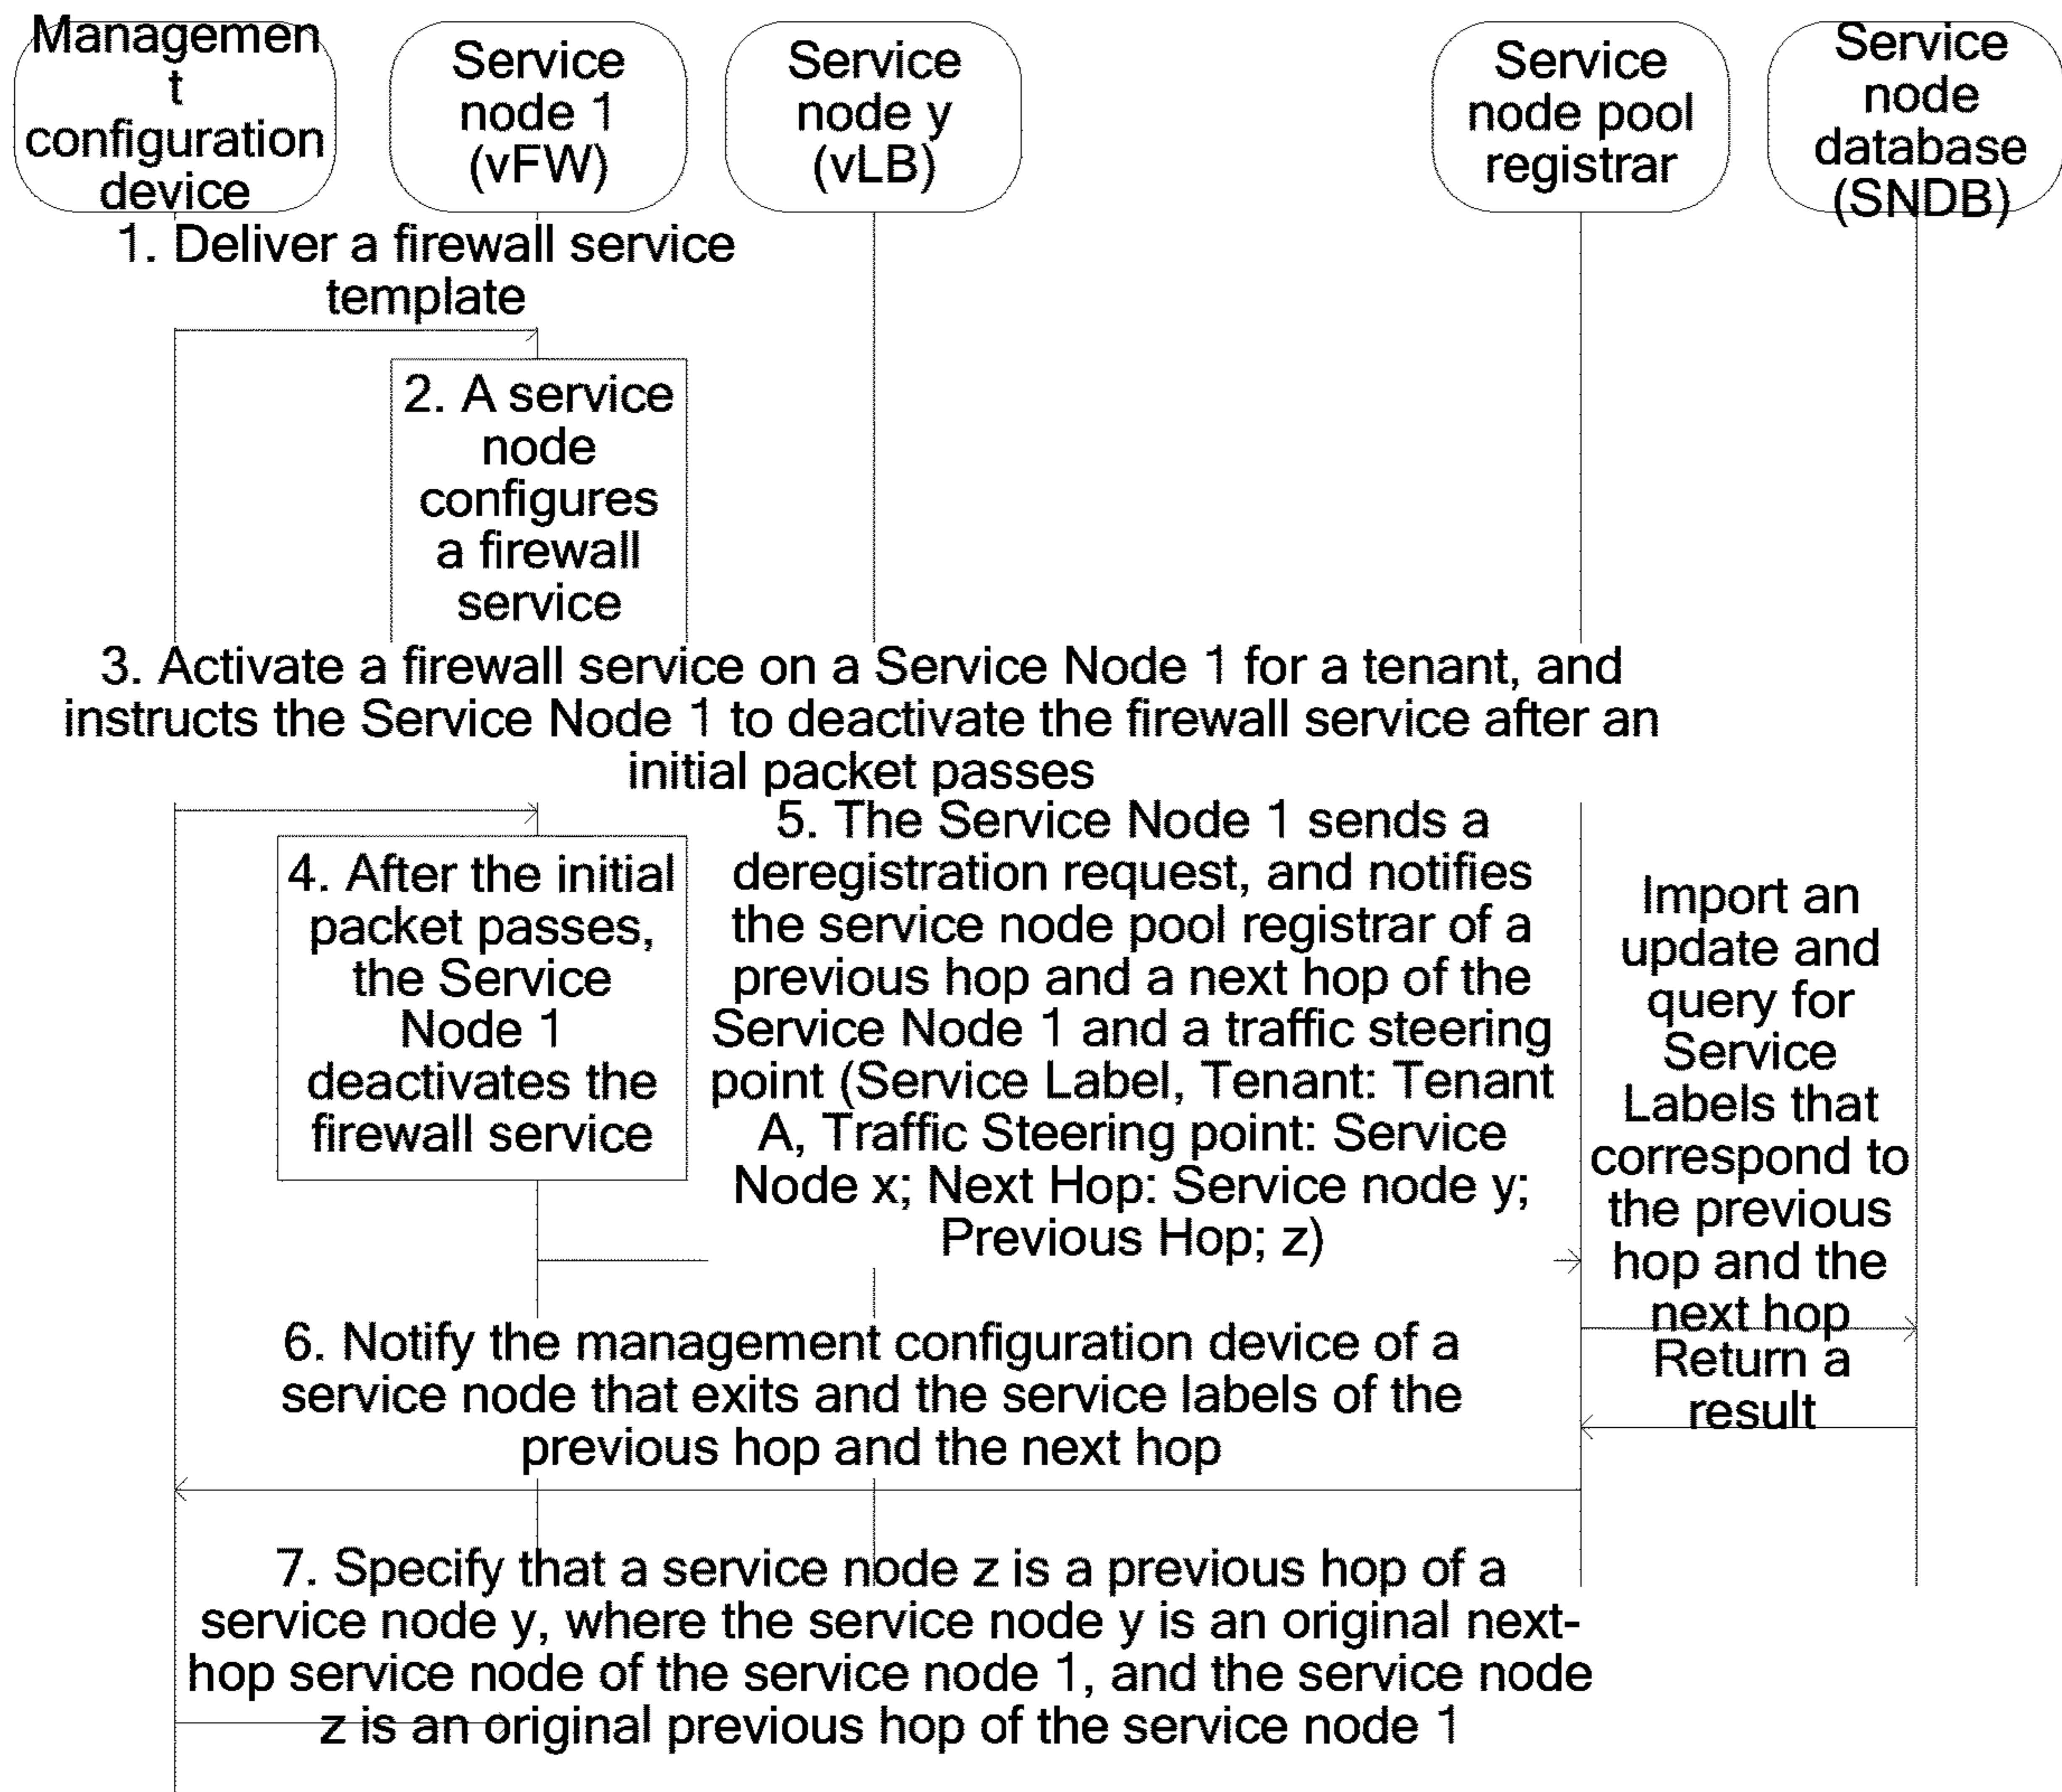 Managemen
t
configuration
device
Service
node 1
(vFW)
Service
node y
(vLB)
Service
node pool
registrar
Service
node
database
(SNDB)
1. Deliver a firewall service
template
2. A service
node
configures
a firewall
service
3. Activate a firewall service on a Service Node 1 for a tenant, and
instructs the Service Node 1 to deactivate the firewall service after an
initial packet passes
4. After the initial
packet passes,
the Service
Node 1
deactivates the
firewall service
5. The Service Node 1 sends a
deregistration request, and notifies
the service node pool registrar of a
previous hop and a next hop of the
Service Node 1 and a traffic steering
point (Service Label, Tenant: Tenant
A, Traffic Steering point: Service
Node x; Next Hop: Service node y;
Previous Hop; z)
Import an
update and
query for
Service
Labels that
correspond to
the previous
hop and the
next hop
Return a
result
6. Notify the management configuration device of a
service node that exits and the service labels of the
previous hop and the next hop
7. Specify that a service node z is a previous hop of a
service node y, where the service node y is an original next-
hop service node of the service node 1, and the service node
z is an original previous hop of the service node 1